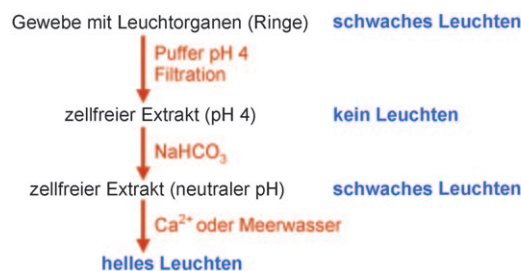 Gewebe mit Leuchtorganen (Ringe) schwaches Leuchten
Puffer pH 4
Filtration
zellfreier Extrakt (pH 4) kein Leuchten
NaHCO₃
zellfreier Extrakt (neutraler pH) schwaches Leuchten
Ca²⁺ oder Meerwasser
helles Leuchten